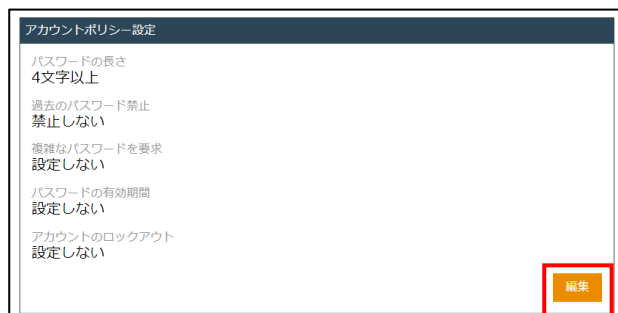 アカウントポリシー設定
パスワードの長さ
4文字以上
過去のパスワード禁止
禁止しない
複雑なパスワードを要求
設定しない
パスワードの有効期間
設定しない
アカウントのロックアウト
設定しない
編集